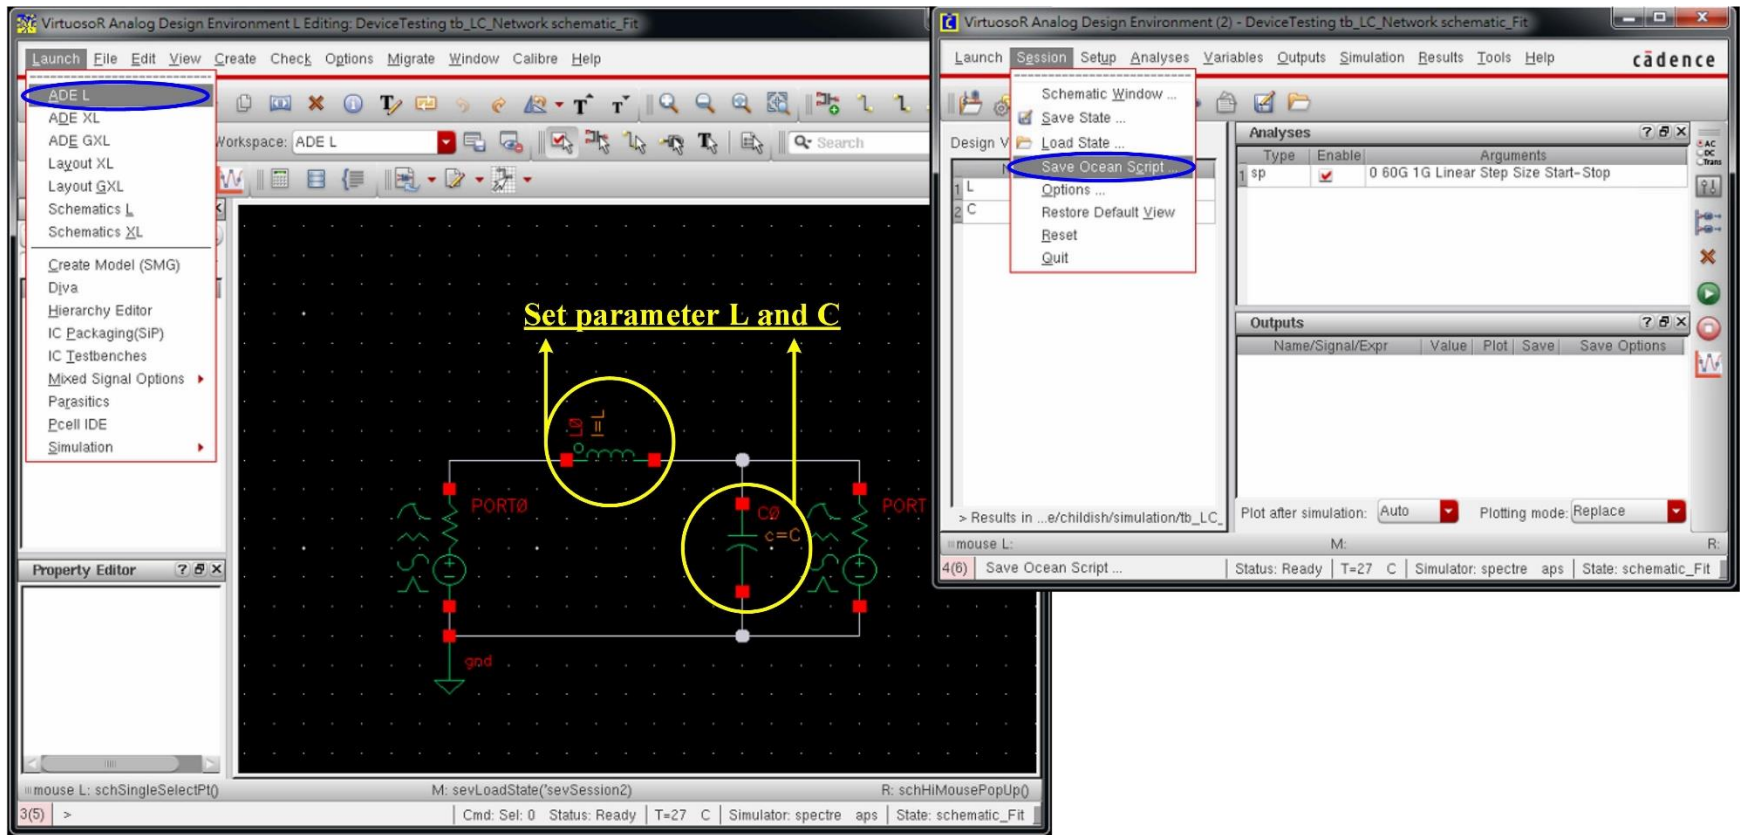 VirtuosoR Analog Design Environment L Editing: DeviceTesting tb_LC_Network schematic_Fit
Launch File Edit View Create Check Options Migrate Window Calibre Help
ADE L
ADE XL
ADE GXL
Layout XL
Layout GXL
Schematics L
Schematics XL
Create Model (SMG)
Diva
Hierarchy Editor
IC Packaging(SiP)
IC Testbenches
Mixed Signal Options
Parasitics
Pcell IDE
Simulation
Workspace: ADE L
Search
Set parameter L and C
L0
l=L
PORT0
C0
c=C
PORT
gnd
Property Editor
mouse L: schSingleSelectPt() M: sevLoadState('sevSession2) R: schHiMousePopUp()
3(5) > Cmd: Sel: 0 Status: Ready T=27 C Simulator: spectre aps State: schematic_Fit
VirtuosoR Analog Design Environment (2) - DeviceTesting tb_LC_Network schematic_Fit
Launch Session Setup Analyses Variables Outputs Simulation Results Tools Help cādence
Schematic Window ...
Save State ...
Load State ...
Save Ocean Script ...
Options ...
Restore Default View
Reset
Quit
Design V
N
1 L
2 C
> Results in ...e/childish/simulation/tb_LC_
Analyses
Type Enable Arguments
1 sp 0 60G 1G Linear Step Size Start-Stop
AC
DC
Trans
Outputs
Name/Signal/Expr Value Plot Save Save Options
Plot after simulation: Auto Plotting mode: Replace
mouse L: M: R:
4(6) Save Ocean Script ... Status: Ready T=27 C Simulator: spectre aps State: schematic_Fit